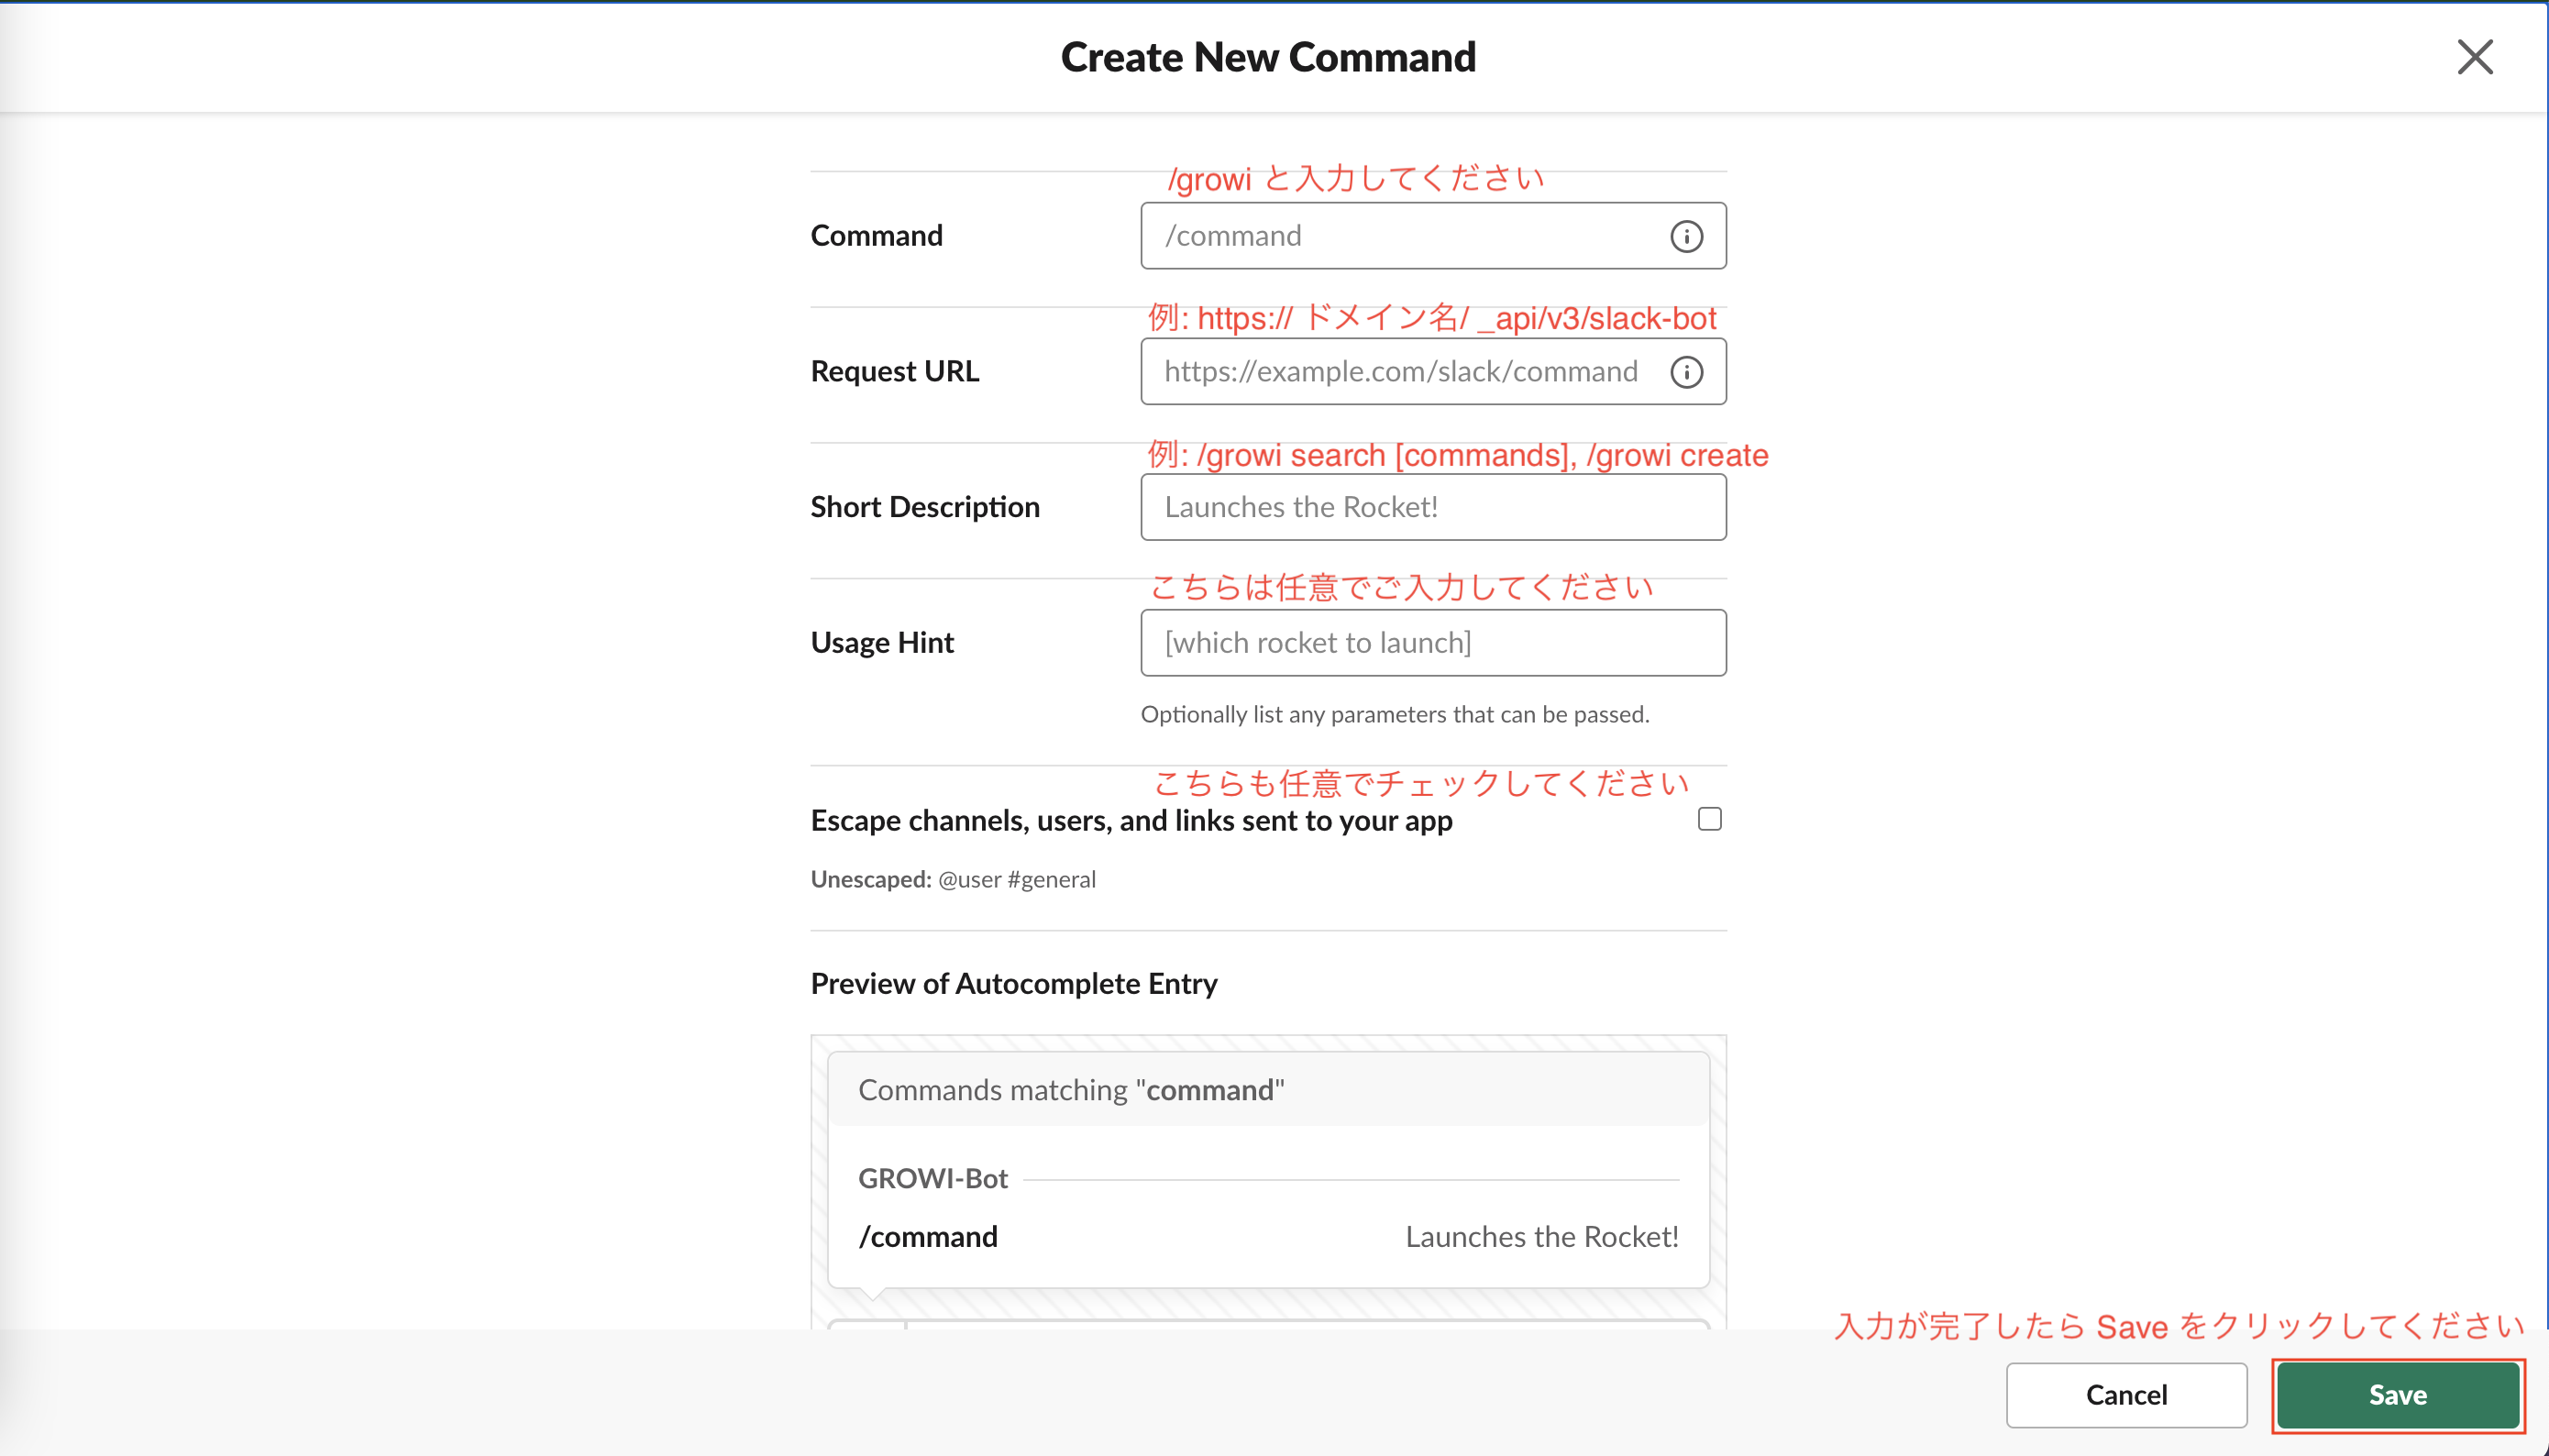 Create New Command
/growi と入力してください
Command
/command
例: https:// ドメイン名/ _api/v3/slack-bot
Request URL
https://example.com/slack/command
例: /growi search [commands], /growi create
Short Description
Launches the Rocket!
こちらは任意でご入力してください
Usage Hint
[which rocket to launch]
Optionally list any parameters that can be passed.
こちらも任意でチェックしてください
Escape channels, users, and links sent to your app
Unescaped: @user #general
Preview of Autocomplete Entry
Commands matching "command"
GROWI-Bot
/command Launches the Rocket!
入力が完了したら Save をクリックしてください
Cancel
Save